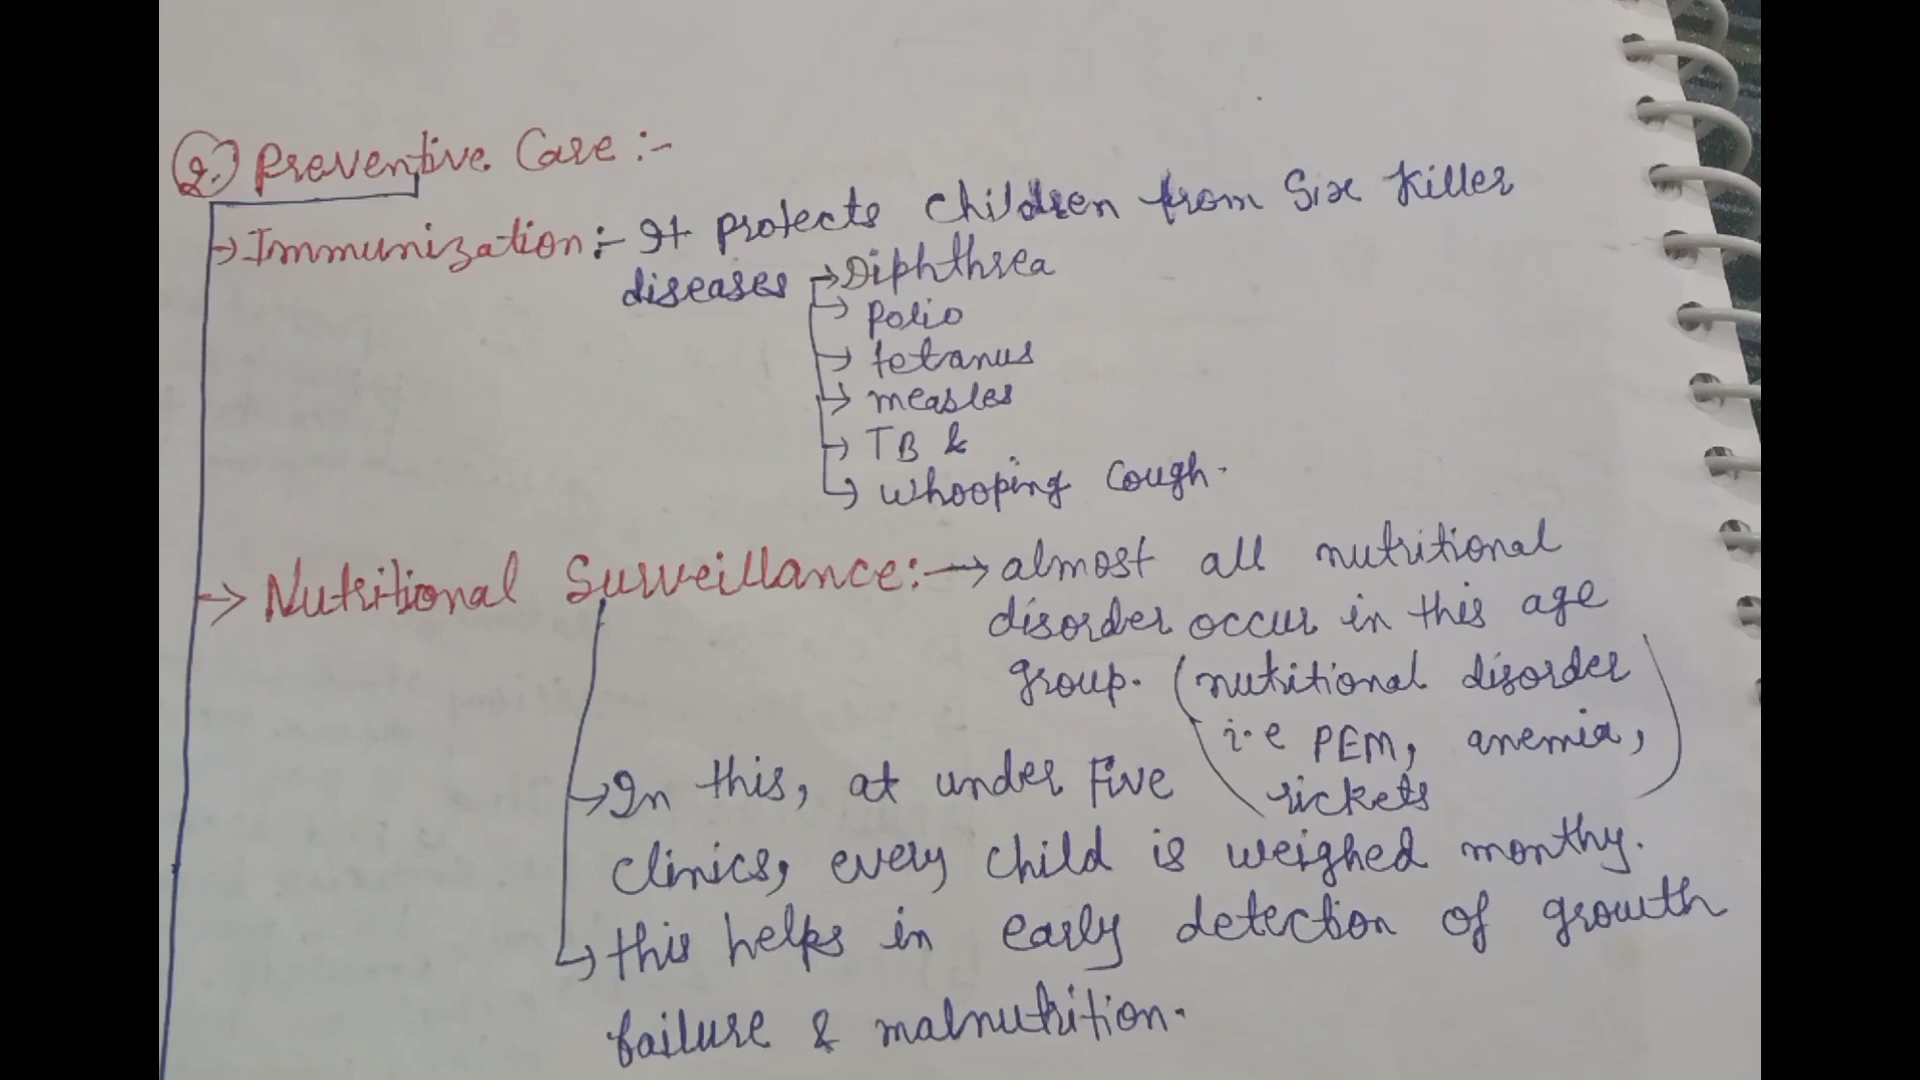 2.) Preventive Care :-
→ Immunization :- It protects children from Six Killer
diseases → Diphthrea
→ Polio
→ tetanus
→ measles
→ TB &
→ whooping Cough.
→ Nutritional Surveillance :- → almost all nutritional
disorder occur in this age
group. (nutritional disorder
i.e PEM, anemia,
rickets)
→ In this, at under Five
clinics, every child is weighed monthy.
→ this helps in early detection of growth
failure & malnutrition.